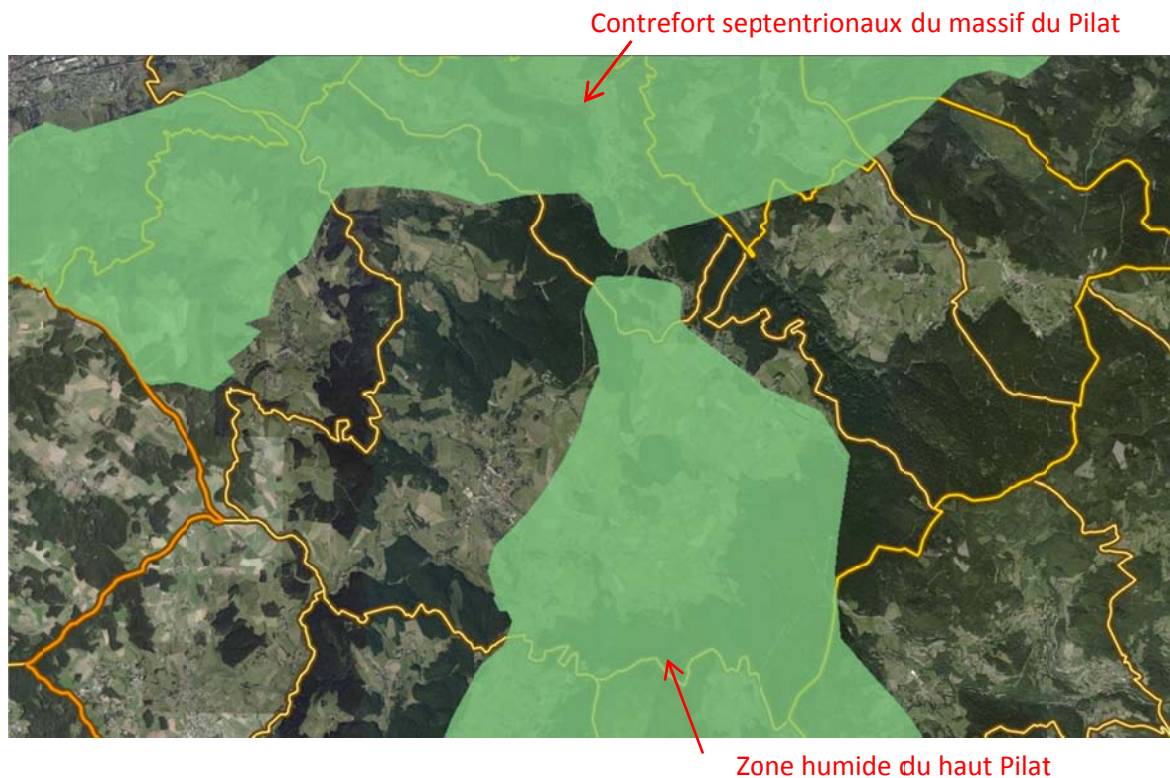 Contrefort septentrionaux du massif du Pilat
Zone humide du haut Pilat